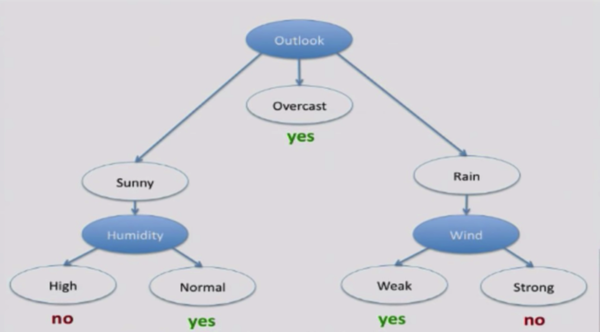 Outlook
Overcast
yes
Sunny
Rain
Humidity
Wind
High
Normal
Weak
Strong
no
yes
yes
no